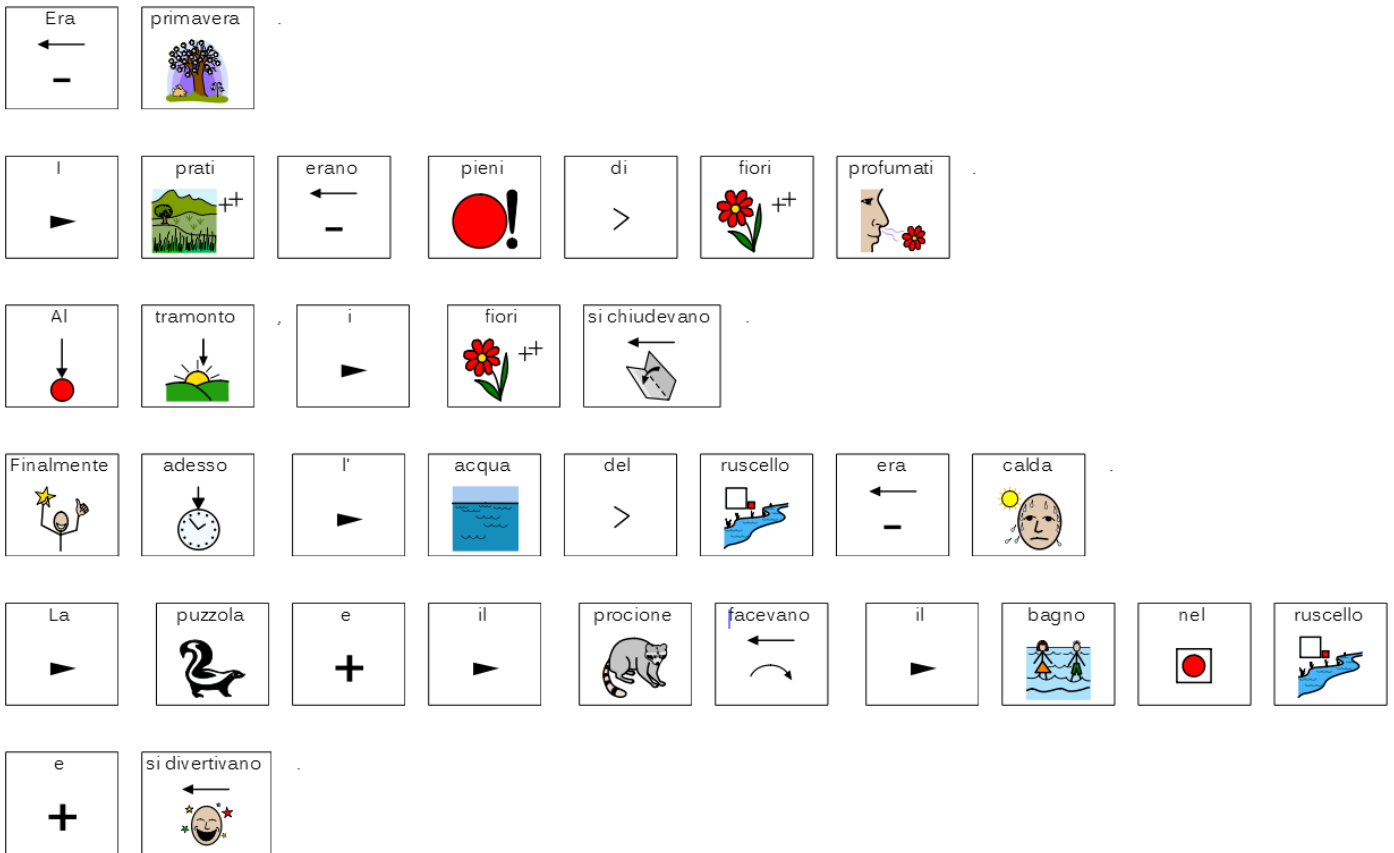 Era primavera .
I prati erano pieni di fiori profumati .
Al tramonto , i fiori si chiudevano .
Finalmente adesso l' acqua del ruscello era calda .
La puzzola e il procione facevano il bagno nel ruscello
e si divertivano .